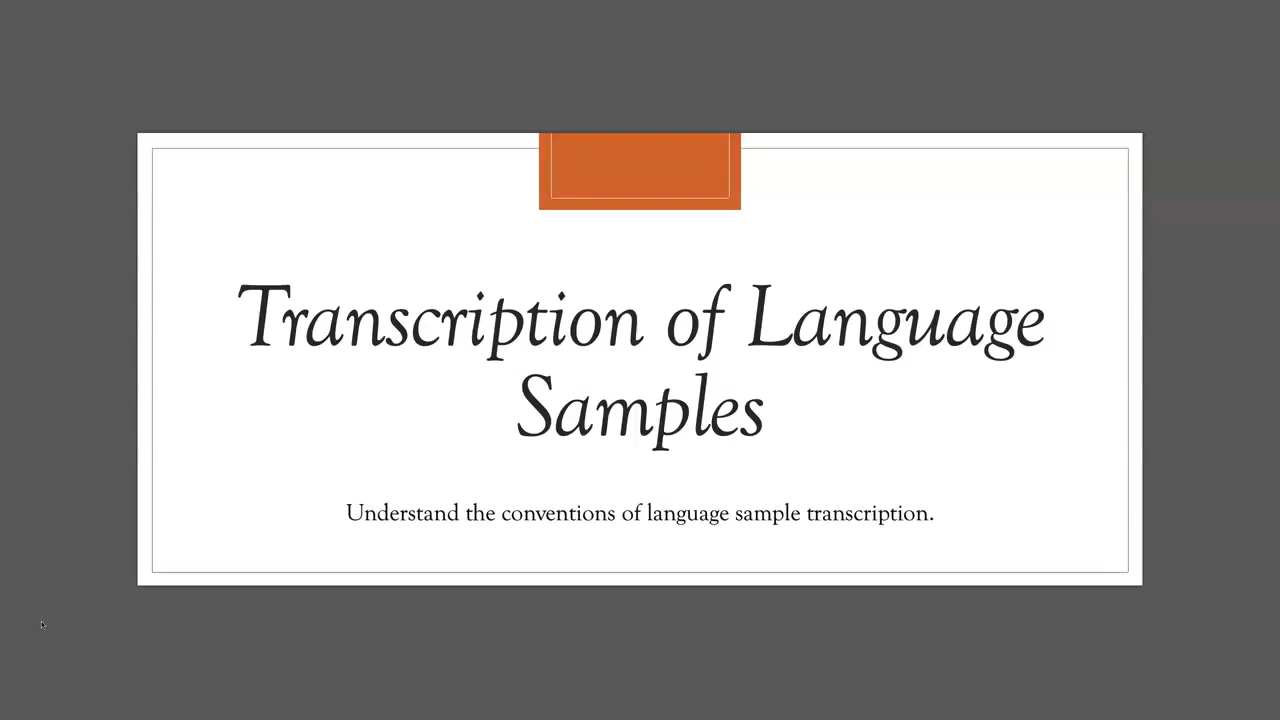 Transcription of Language
Samples
Understand the conventions of language sample transcription.